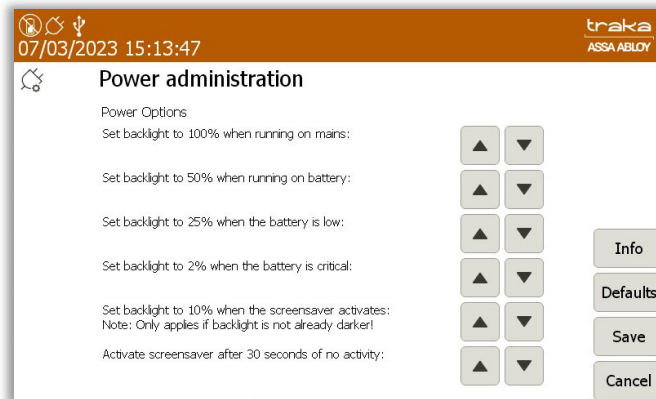 traka
07/03/2023 15:13:47
ASSA ABLOY
Power administration
Power Options
Set backlight to 100% when running on mains:
Set backlight to 50% when running on battery:
Set backlight to 25% when the battery is low:
Set backlight to 2% when the battery is critical:
Set backlight to 10% when the screensaver activates:
Note: Only applies if backlight is not already darker!
Activate screensaver after 30 seconds of no activity:
Info
Defaults
Save
Cancel